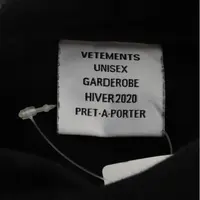 VETEMENTS
UNISEX
GARDEROBE
HIVER2020
PRET-A-PORTER